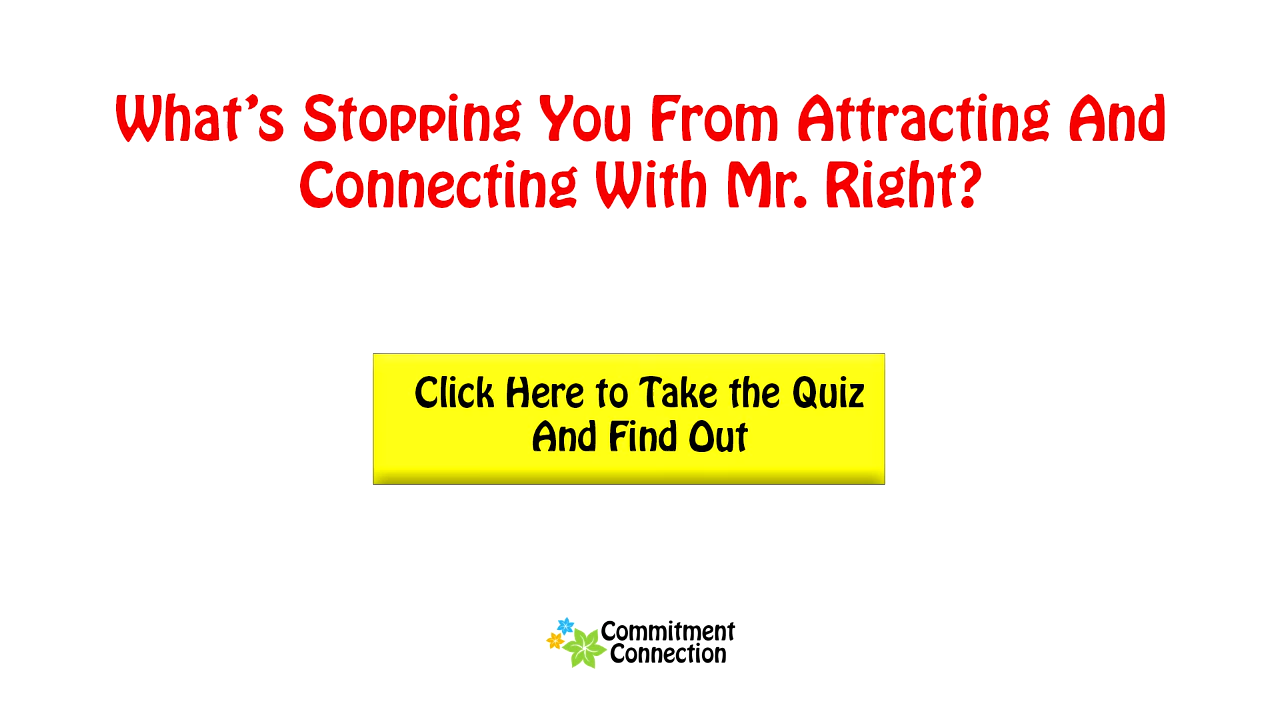 What's Stopping You From Attracting And
Connecting With Mr. Right?
Click Here to Take the Quiz
And Find Out
Commitment
Connection